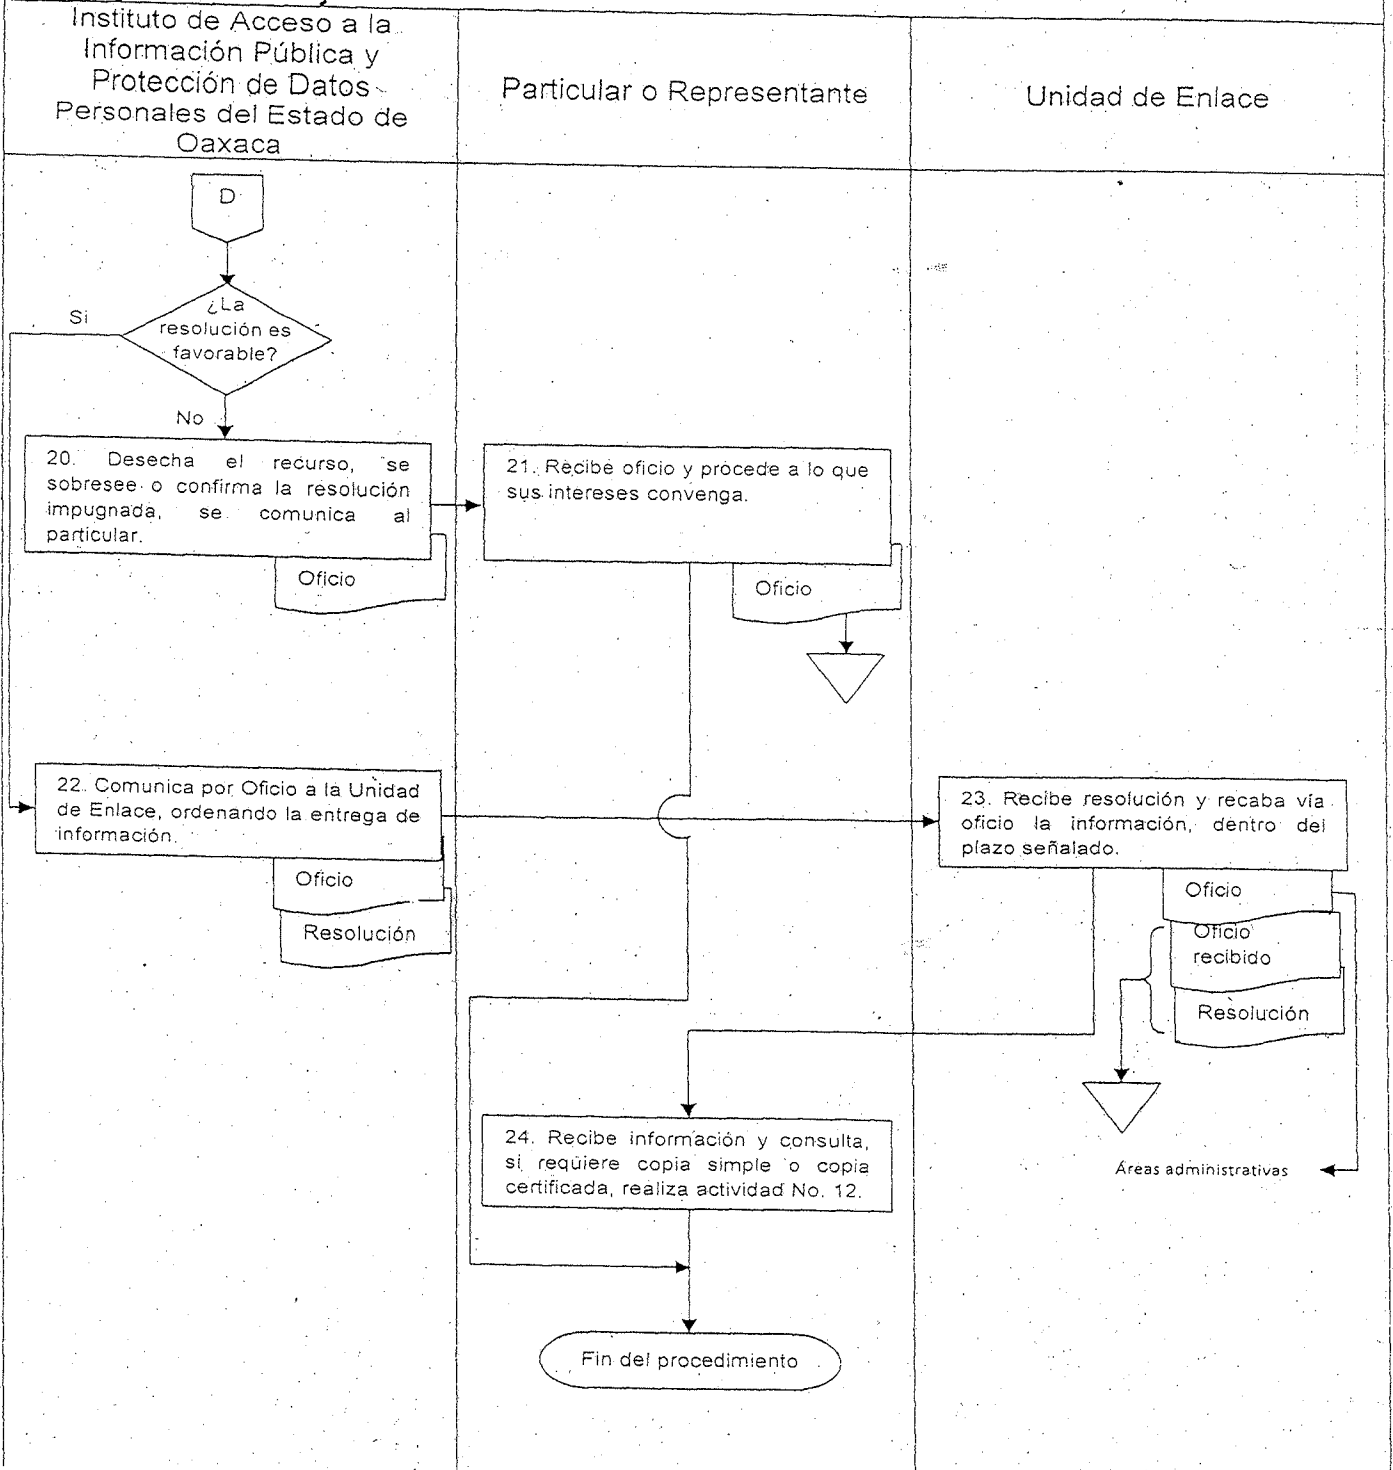 Instituto de Acceso a la
Información Pública y
Protección de Datos
Personales del Estado de
Oaxaca
Particular o Representante
Unidad de Enlace
D
¿La
resolución es
favorable?
Si
No
20. Desecha el recurso, se
sobresee o confirma la resolución
impugnada, se comunica al
particular.
Oficio
21. Recibe oficio y procede a lo que
sus intereses convenga.
Oficio
22. Comunica por Oficio a la Unidad
de Enlace, ordenando la entrega de
información.
Oficio
Resolución
23. Recibe resolución y recaba vía
oficio la información, dentro del
plazo señalado.
Oficio
Oficio
recibido
Resolución
Áreas administrativas
24. Recibe información y consulta,
si requiere copia simple o copia
certificada, realiza actividad No. 12.
Fin del procedimiento